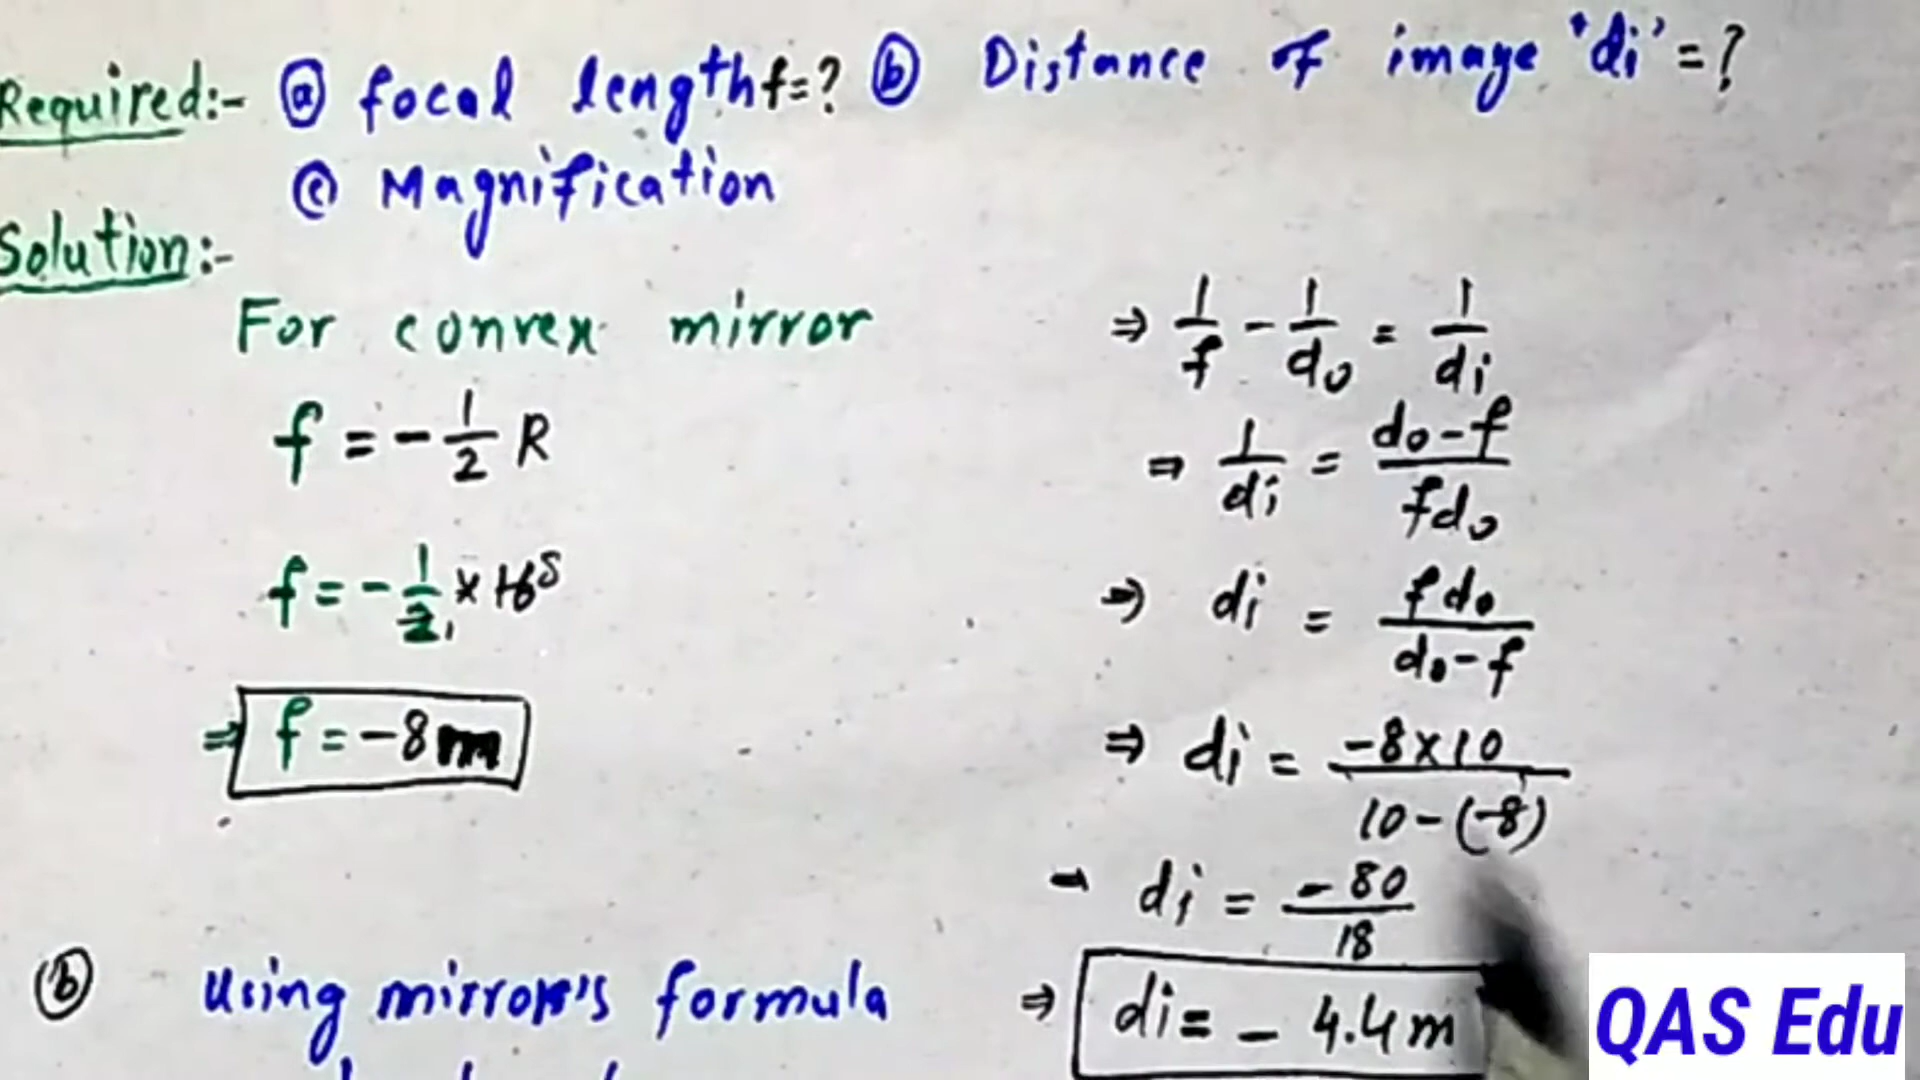 Required:- (a) focal length f=? (b) Distance of image 'di'=?
(c) Magnification
Solution:-
For convex mirror
f = - 1/2 R
f = - 1/2 × 16 8
⇒ f = -8m
(b) Using mirror's formula
⇒ 1/f - 1/do = 1/di
⇒ 1/di = do-f/fdo
⇒ di = fdo/do-f
⇒ di = -8×10/10-(-8)
di = -80/18
⇒ di = - 4.4m
QAS Edu